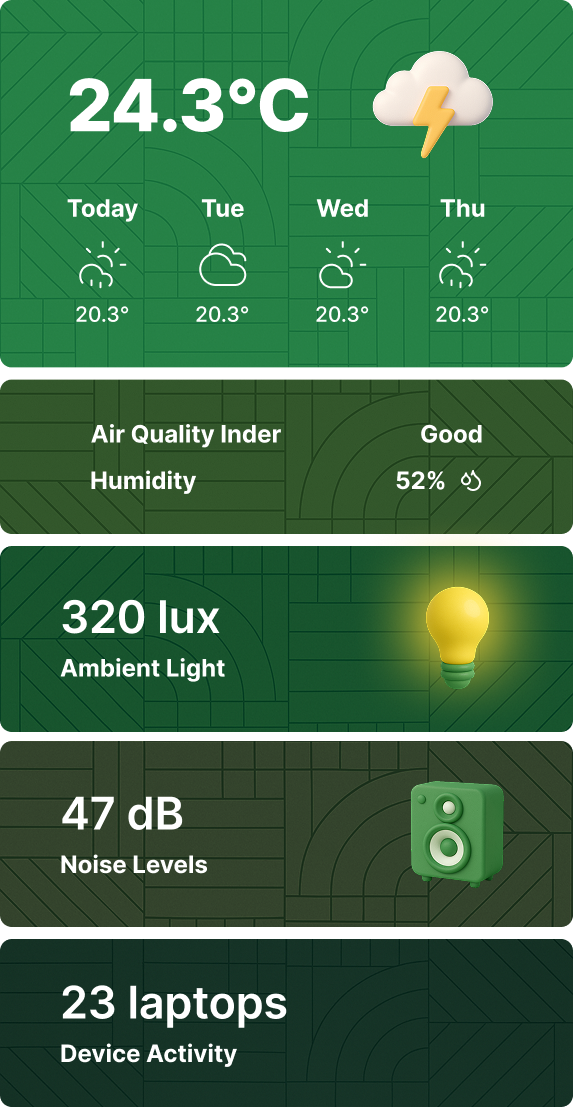 24.3°C
Today Tue Wed Thu
20.3° 20.3° 20.3° 20.3°
Air Quality Inder Good
Humidity 52%
320 lux
Ambient Light
47 dB
Noise Levels
23 laptops
Device Activity